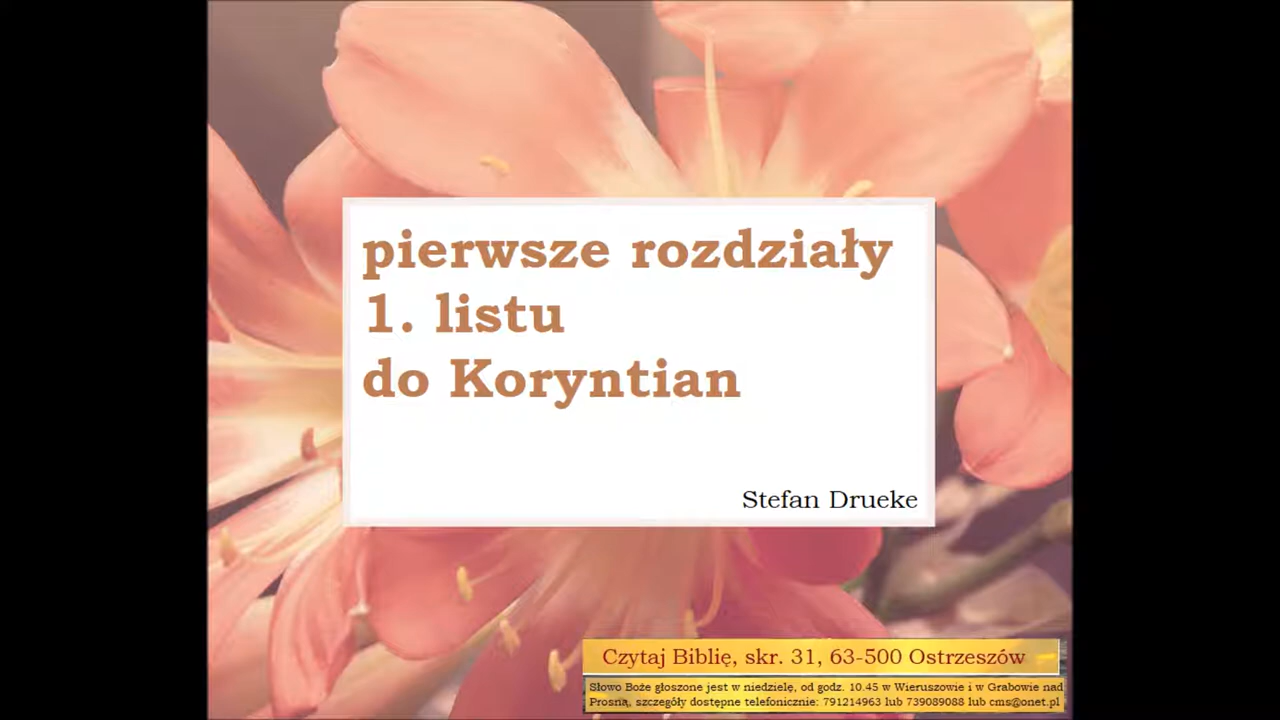 pierwsze rozdziały
1. listu
do Koryntian
Stefan Drueke
Czytaj Biblię, skr. 31, 63-500 Ostrzeszów
Słowo Boże głoszone jest w niedzielę, od godz. 10.45 w Wieruszowie i w Grabowie nad
Prosną, szczegóły dostępne telefonicznie: 791214963 lub 739089088 lub cms@onet.pl